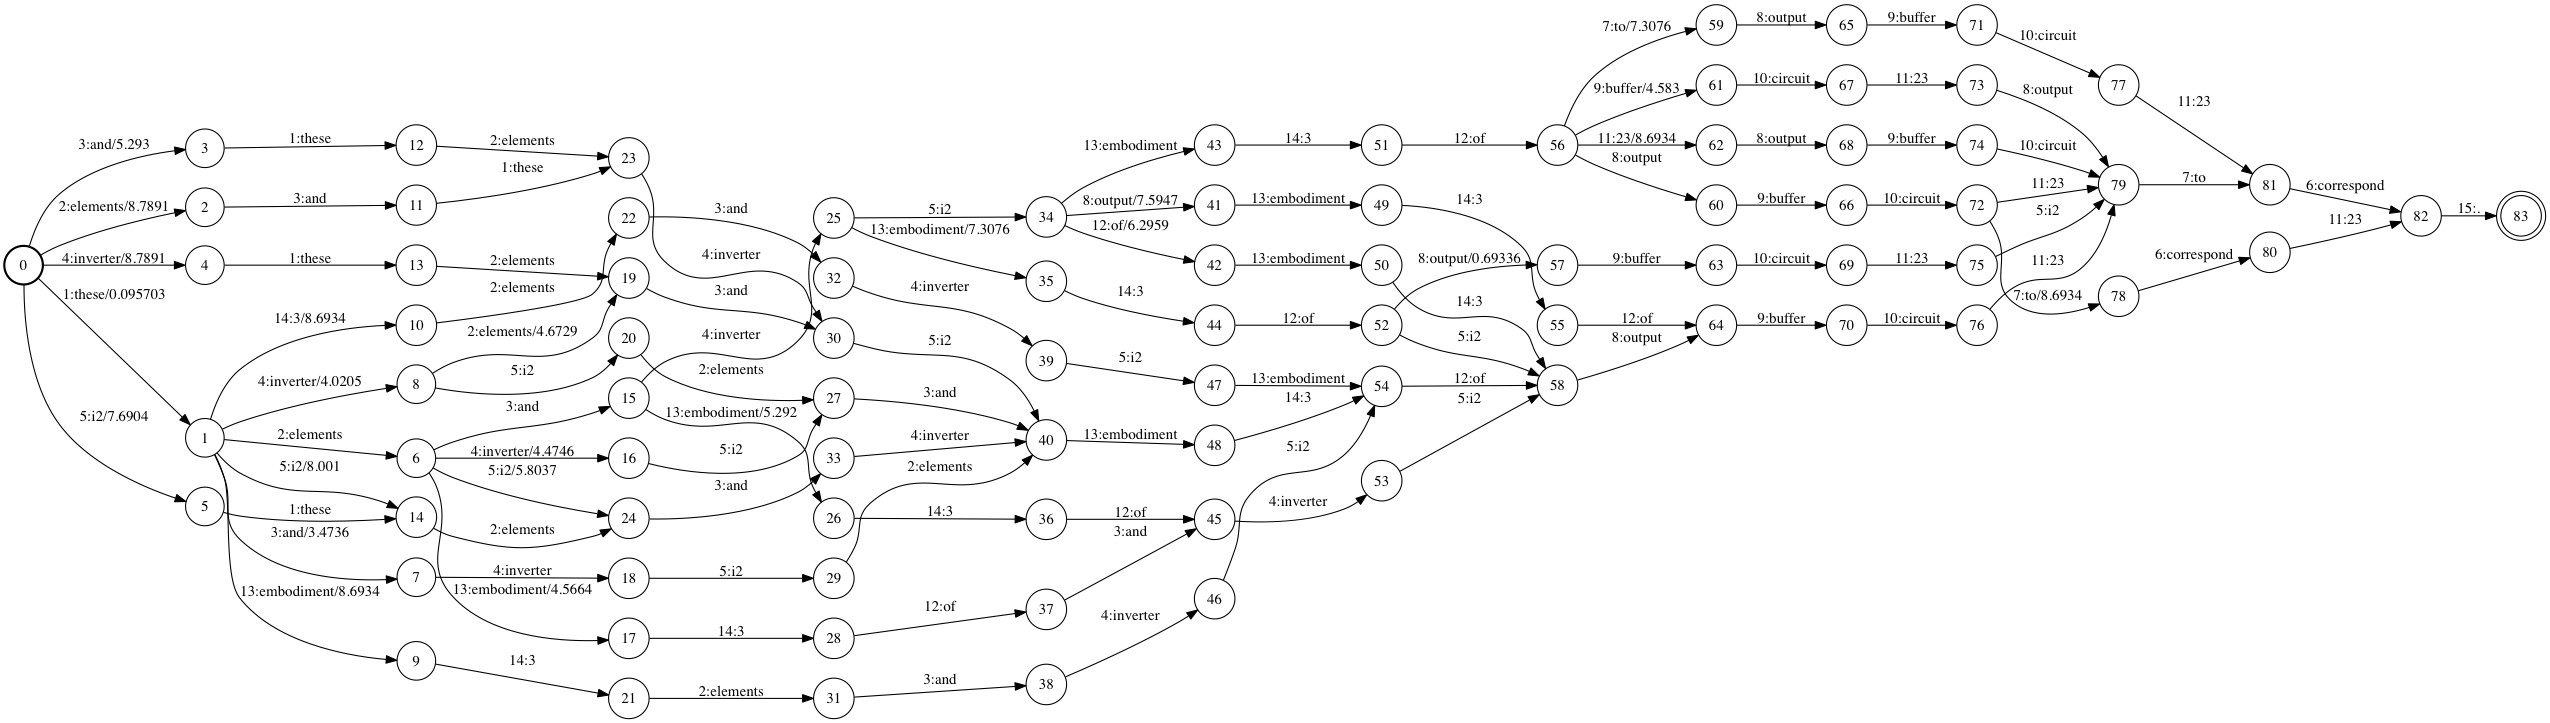 0
3:and/5.293
2:elements/8.7891
4:inverter/8.7891
1:these/0.095703
5:i2/7.6904
3
2
4
1
5
1:these
3:and
1:these
14:3/8.6934
4:inverter/4.0205
2:elements
5:i2/8.001
1:these
3:and/3.4736
13:embodiment/8.6934
12
11
13
10
8
6
14
7
9
2:elements
1:these
2:elements
2:elements
2:elements/4.6729
5:i2
3:and
4:inverter/4.4746
5:i2/5.8037
2:elements
4:inverter
13:embodiment/4.5664
14:3
23
22
19
20
15
16
24
18
17
21
3:and
4:inverter
3:and
4:inverter
2:elements
13:embodiment/5.292
5:i2
3:and
5:i2
14:3
2:elements
25
32
30
27
33
26
29
28
31
5:i2
13:embodiment/7.3076
4:inverter
5:i2
3:and
4:inverter
2:elements
14:3
12:of
3:and
34
35
39
40
36
37
38
13:embodiment
8:output/7.5947
12:of/6.2959
14:3
5:i2
13:embodiment
12:of
3:and
4:inverter
43
41
42
44
47
48
45
46
14:3
13:embodiment
13:embodiment
12:of
13:embodiment
14:3
5:i2
4:inverter
51
49
50
52
54
53
12:of
14:3
8:output/0.69336
14:3
5:i2
12:of
5:i2
56
57
55
58
7:to/7.3076
9:buffer/4.583
11:23/8.6934
8:output
9:buffer
12:of
8:output
59
61
62
60
63
64
8:output
10:circuit
8:output
9:buffer
10:circuit
9:buffer
65
67
68
66
69
70
9:buffer
11:23
9:buffer
10:circuit
11:23
10:circuit
71
73
74
72
75
76
10:circuit
8:output
10:circuit
11:23
5:i2
11:23
7:to/8.6934
77
79
78
11:23
7:to
6:correspond
81
80
6:correspond
11:23
82
15:.
83